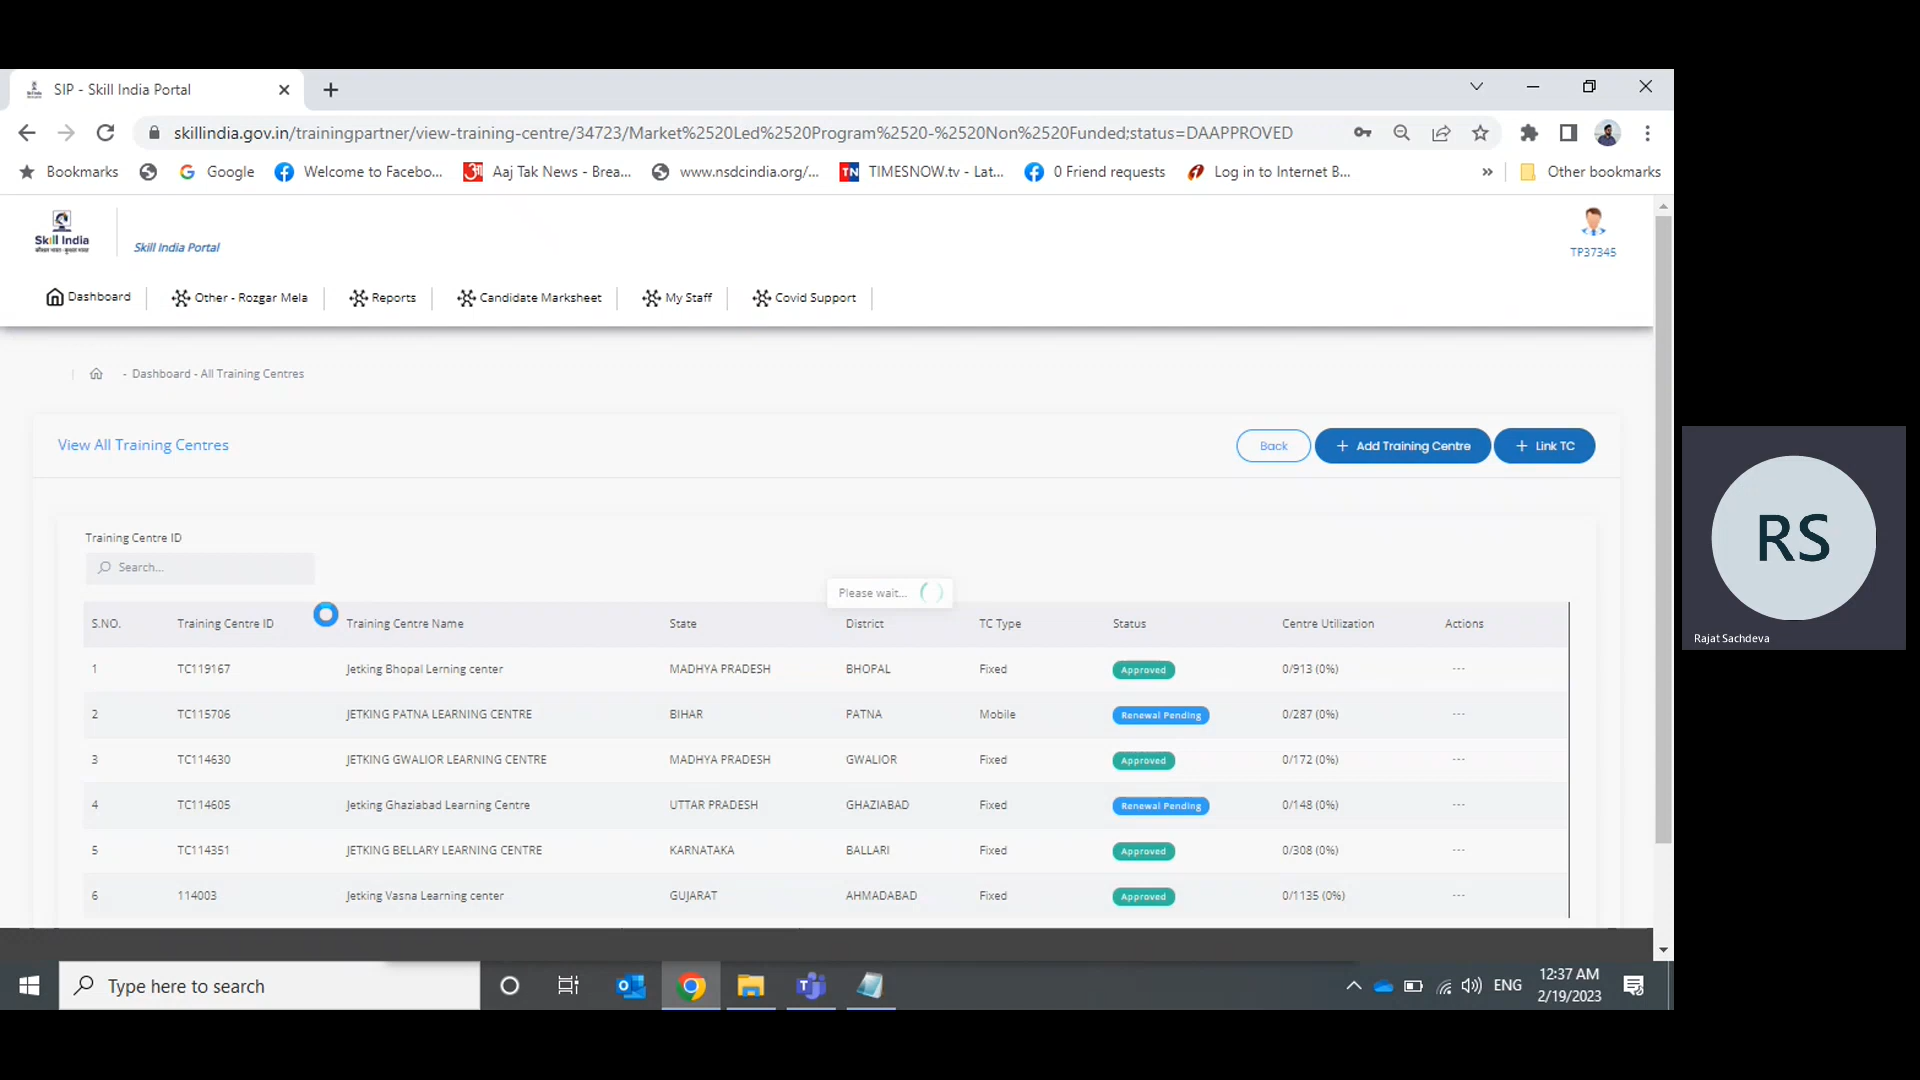 SIP - Skill India Portal
skillindia.gov.in/trainingpartner/view-training-centre/34723/Market%2520Led%2520Program%2520-%2520Non%2520Funded;status=DAAPPROVED
Bookmarks Google Welcome to Facebo... Aaj Tak News - Brea... www.nsdcindia.org/... TN TIMESNOW.tv - Lat... 0 Friend requests Log in to Internet B... » Other bookmarks
Skill India
कौशल भारत - कुशल भारत
Skill India Portal
TP37345
Dashboard Other - Rozgar Mela Reports Candidate Marksheet My Staff Covid Support
- Dashboard - All Training Centres
View All Training Centres
Back + Add Training Centre + Link TC
Training Centre ID
Search...
Please wait...
S.NO. Training Centre ID Training Centre Name State District TC Type Status Centre Utilization Actions
1 TC119167 Jetking Bhopal Lerning center MADHYA PRADESH BHOPAL Fixed Approved 0/913 (0%) ---
2 TC115706 JETKING PATNA LEARNING CENTRE BIHAR PATNA Mobile Renewal Pending 0/287 (0%) ---
3 TC114630 JETKING GWALIOR LEARNING CENTRE MADHYA PRADESH GWALIOR Fixed Approved 0/172 (0%) ---
4 TC114605 Jetking Ghaziabad Learning Centre UTTAR PRADESH GHAZIABAD Fixed Renewal Pending 0/148 (0%) ---
5 TC114351 JETKING BELLARY LEARNING CENTRE KARNATAKA BALLARI Fixed Approved 0/308 (0%) ---
6 114003 Jetking Vasna Learning center GUJARAT AHMADABAD Fixed Approved 0/1135 (0%) ---
RS
Rajat Sachdeva
Type here to search
ENG
12:37 AM
2/19/2023